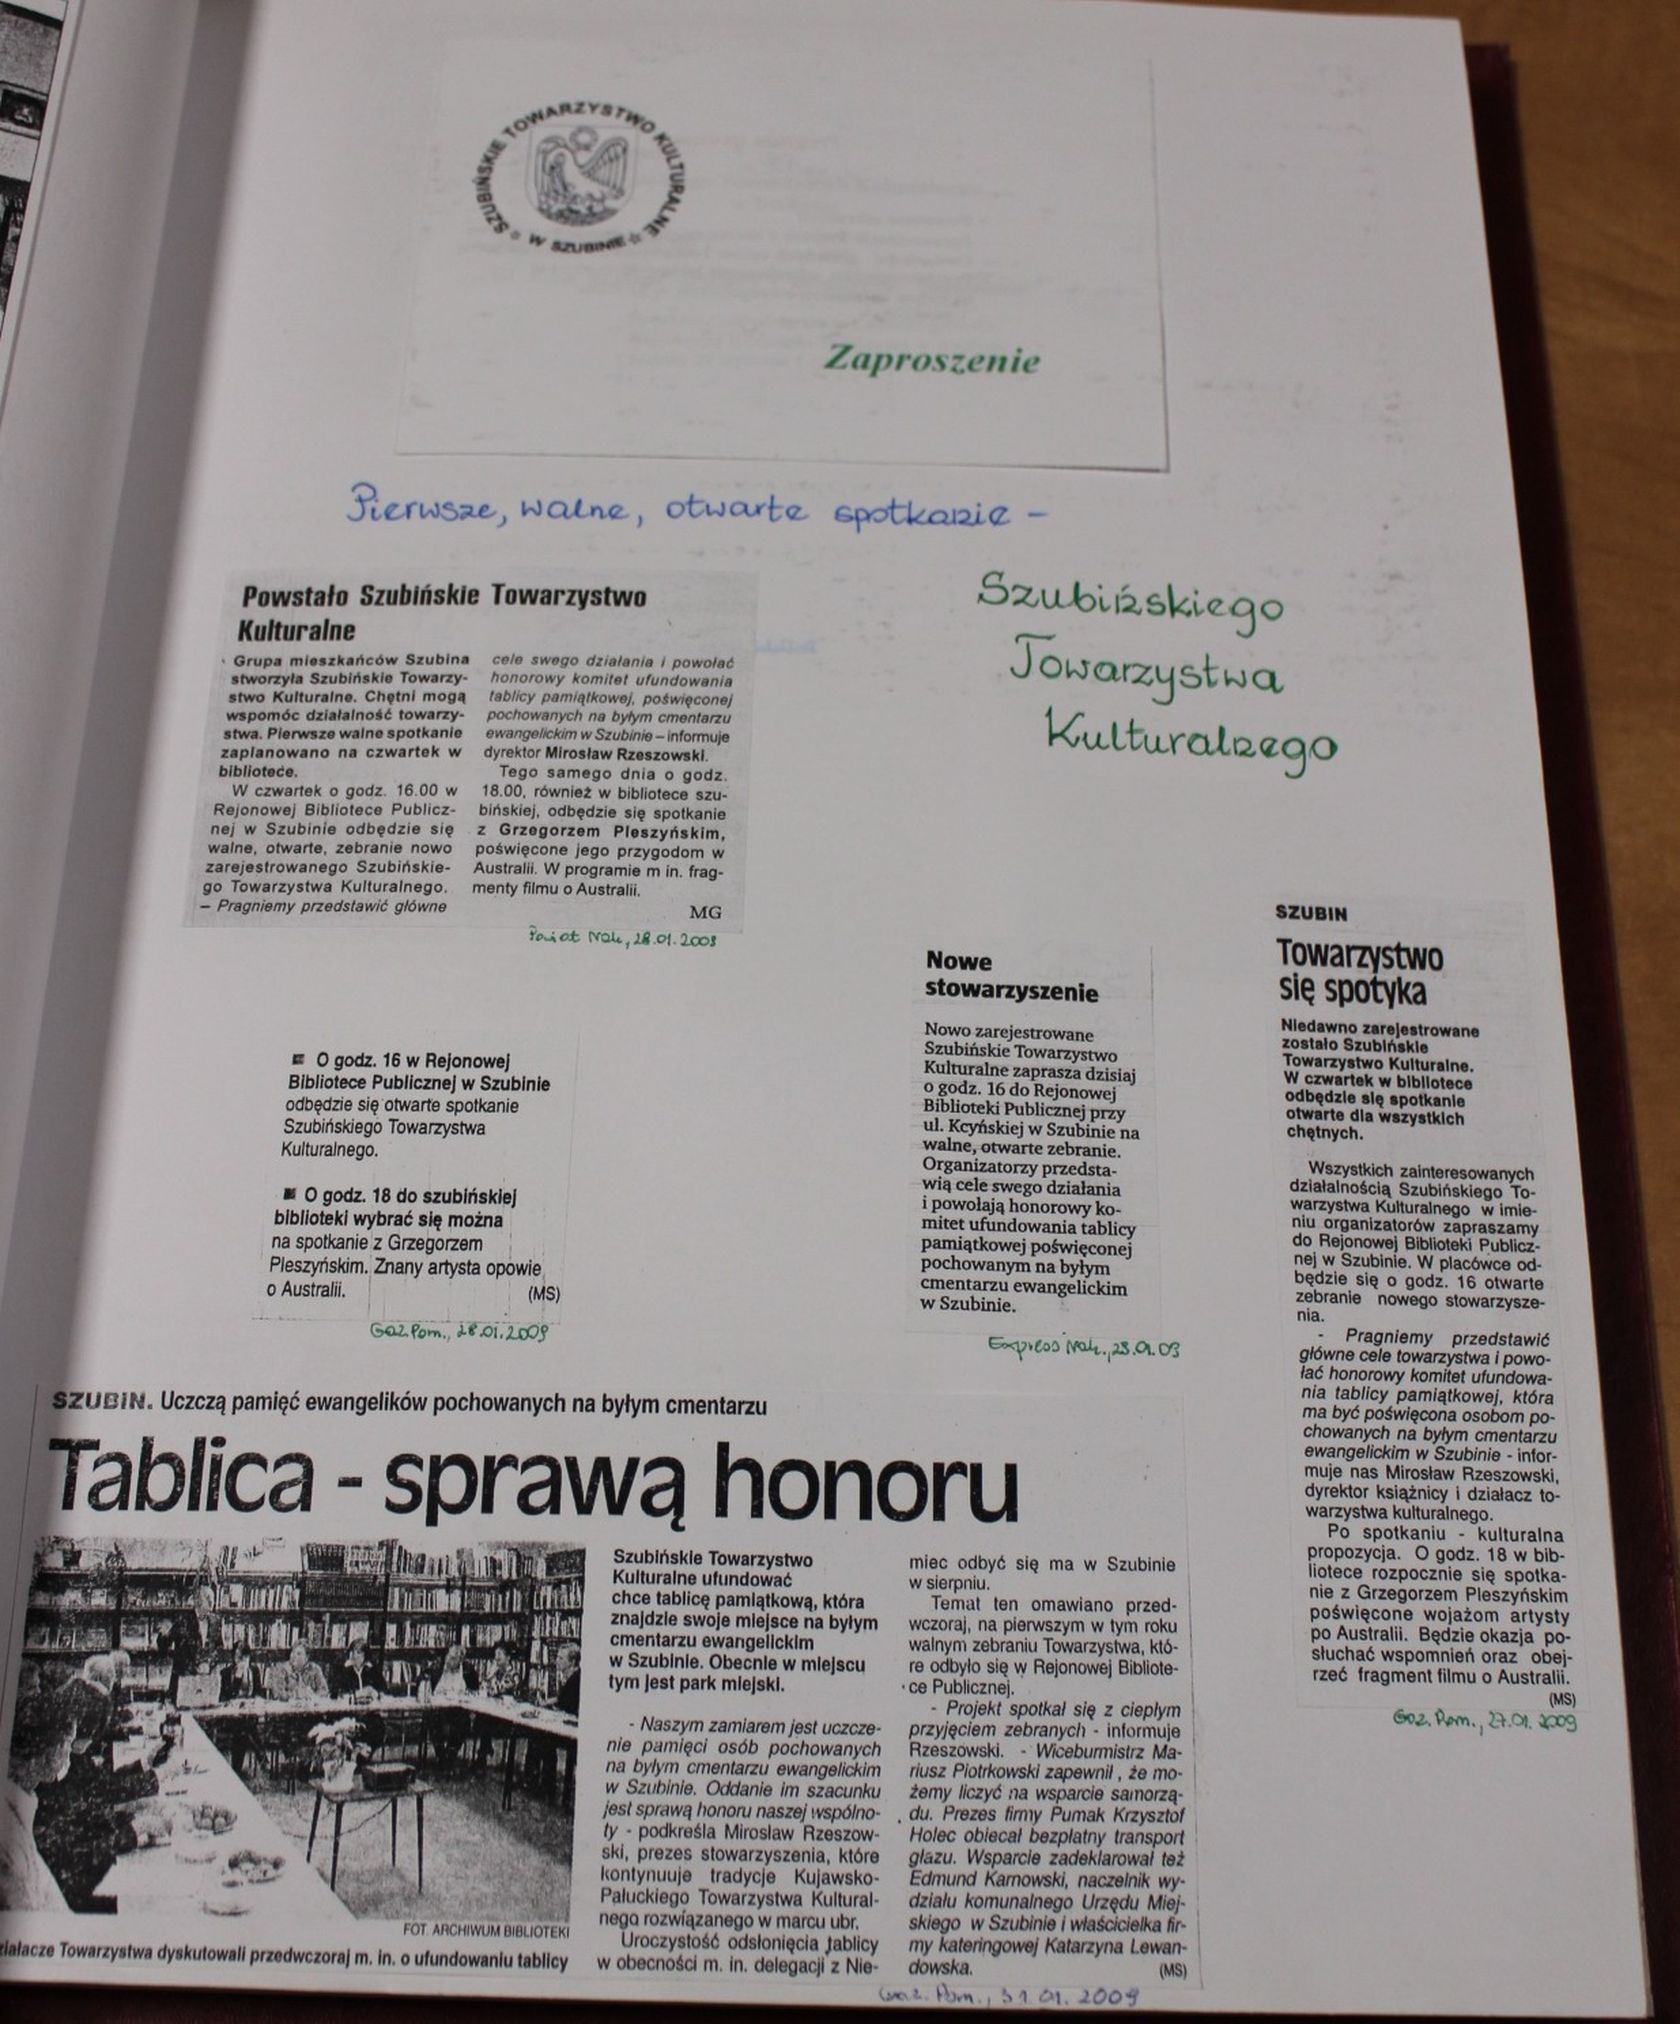 SZUBIŃSKIE TOWARZYSTWO KULTURALNE
W SZUBINIE
Zaproszenie
Pierwsze, walne, otwarte spotkanie –
Szubińskiego
Towarzystwa
Kulturalnego
Powstało Szubińskie Towarzystwo
Kulturalne
Grupa mieszkańców Szubina
stworzyła Szubińskie Towarzy-
stwo Kulturalne. Chętni mogą
wspomóc działalność towarzy-
stwa. Pierwsze walne spotkanie
zaplanowano na czwartek w
bibliotece.
W czwartek o godz. 16.00 w
Rejonowej Bibliotece Publicz-
nej w Szubinie odbędzie się
walne, otwarte, zebranie nowo
zarejestrowanego Szubińskie-
go Towarzystwa Kulturalnego.
– Pragniemy przedstawić główne
cele swego działania i powołać
honorowy komitet ufundowania
tablicy pamiątkowej, poświęconej
pochowanych na byłym cmentarzu
ewangelickim w Szubinie – informuje
dyrektor Mirosław Rzeszowski.
Tego samego dnia o godz.
18.00, również w bibliotece szu-
bińskiej, odbędzie się spotkanie
z Grzegorzem Pleszyńskim,
poświęcone jego przygodom w
Australii. W programie m in. frag-
menty filmu o Australii.
MG
Powiat Nak., 28.01.2009
■ O godz. 16 w Rejonowej
Bibliotece Publicznej w Szubinie
odbędzie się otwarte spotkanie
Szubińskiego Towarzystwa
Kulturalnego.
■ O godz. 18 do szubińskiej
biblioteki wybrać się można
na spotkanie z Grzegorzem
Pleszyńskim. Znany artysta opowie
o Australii. (MS)
Gaz. Pom., 28.01.2009
Nowe
stowarzyszenie
Nowo zarejestrowane
Szubińskie Towarzystwo
Kulturalne zaprasza dzisiaj
o godz. 16 do Rejonowej
Biblioteki Publicznej przy
ul. Kcyńskiej w Szubinie na
walne, otwarte zebranie.
Organizatorzy przedsta-
wią cele swego działania
i powołają honorowy ko-
mitet ufundowania tablicy
pamiątkowej poświęconej
pochowanym na byłym
cmentarzu ewangelickim
w Szubinie.
Express Nak.,
SZUBIN
Towarzystwo
się spotyka
Niedawno zarejestrowane
zostało Szubińskie
Towarzystwo Kulturalne.
W czwartek w bibliotece
odbędzie się spotkanie
otwarte dla wszystkich
chętnych.
Wszystkich zainteresowanych
działalnością Szubińskiego To-
warzystwa Kulturalnego w imie-
niu organizatorów zapraszamy
do Rejonowej Biblioteki Publicz-
nej w Szubinie. W placówce od-
będzie się o godz. 16 otwarte
zebranie nowego stowarzysze-
nia.
- Pragniemy przedstawić
główne cele towarzystwa i powo-
łać honorowy komitet ufundowa-
nia tablicy pamiątkowej, która
ma być poświęcona osobom po-
chowanych na byłym cmentarzu
ewangelickim w Szubinie - infor-
muje nas Mirosław Rzeszowski,
dyrektor książnicy i działacz to-
warzystwa kulturalnego.
Po spotkaniu - kulturalna
propozycja. O godz. 18 w bib-
liotece rozpocznie się spotka-
nie z Grzegorzem Pleszyńskim
poświęcone wojażom artysty
po Australii. Będzie okazja po-
słuchać wspomnień oraz obej-
rzeć fragment filmu o Australii.
(MS)
Gaz. Pom., 27.01.2009
SZUBIN. Uczczą pamięć ewangelików pochowanych na byłym cmentarzu
Tablica - sprawą honoru
FOT. ARCHIWUM BIBLIOTEKI
działacze Towarzystwa dyskutowali przedwczoraj m. in. o ufundowaniu tablicy
Szubińskie Towarzystwo
Kulturalne ufundować
chce tablicę pamiątkową, która
znajdzie swoje miejsce na byłym
cmentarzu ewangelickim
w Szubinie. Obecnie w miejscu
tym jest park miejski.
- Naszym zamiarem jest uczcze-
nie pamięci osób pochowanych
na byłym cmentarzu ewangelickim
w Szubinie. Oddanie im szacunku
jest sprawą honoru naszej wspólno-
ty - podkreśla Mirosław Rzeszow-
ski, prezes stowarzyszenia, które
kontynuuje tradycje Kujawsko-
Pałuckiego Towarzystwa Kultural-
nego rozwiązanego w marcu ubr.
Uroczystość odsłonięcia tablicy
w obecności m. in. delegacji z Nie-
miec odbyć się ma w Szubinie
w sierpniu.
Temat ten omawiano przed-
wczoraj, na pierwszym w tym roku
walnym zebraniu Towarzystwa, któ-
re odbyło się w Rejonowej Bibliote-
ce Publicznej.
- Projekt spotkał się z ciepłym
przyjęciem zebranych - informuje
Rzeszowski. - Wiceburmistrz Ma-
riusz Piotrkowski zapewnił, że mo-
żemy liczyć na wsparcie samorzą-
du. Prezes firmy Pumak Krzysztof
Holec obiecał bezpłatny transport
głazu. Wsparcie zadeklarował też
Edmund Karnowski, naczelnik wy-
działu komunalnego Urzędu Miej-
skiego w Szubinie i właścicielka fir-
my kateringowej Katarzyna Lewan-
dowska. (MS)
Gaz. Pom., 31.01.2009